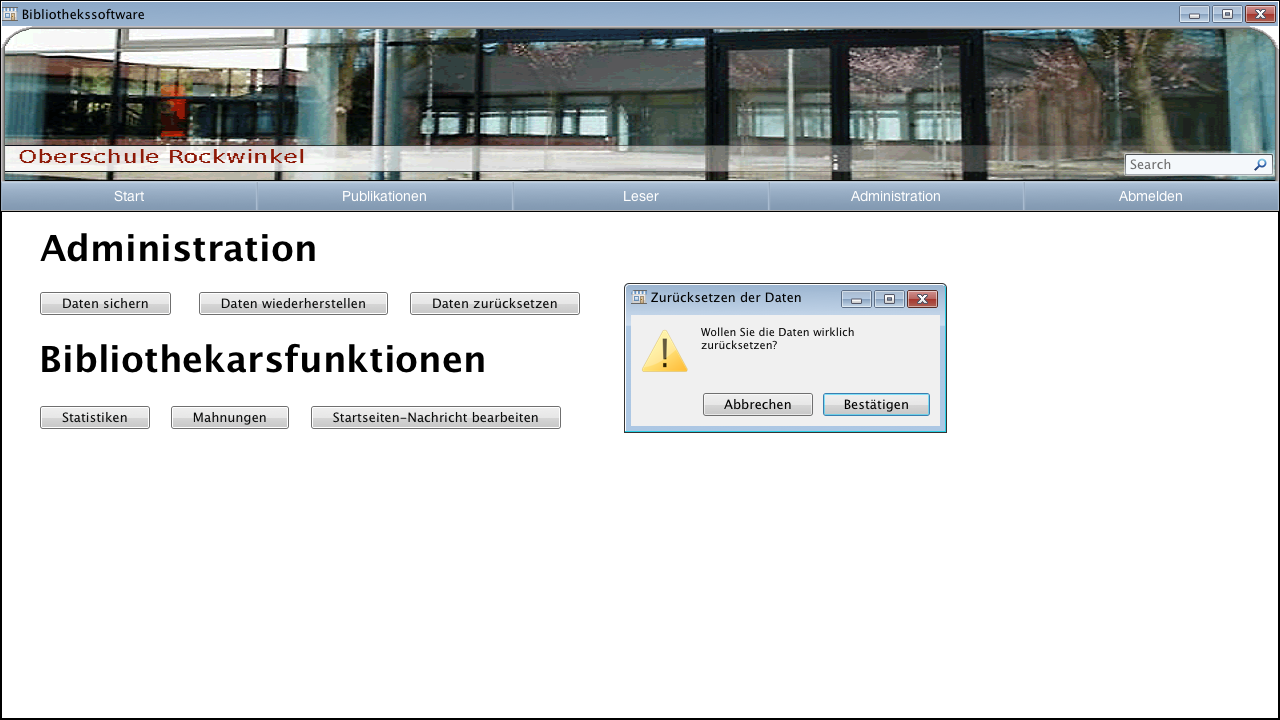 Bibliothekssoftware
Oberschule Rockwinkel
Search
Start Publikationen Leser Administration Abmelden
Administration
Daten sichern Daten wiederherstellen Daten zurücksetzen
Zurücksetzen der Daten
Wollen Sie die Daten wirklich
zurücksetzen?
Abbrechen Bestätigen
Bibliothekarsfunktionen
Statistiken Mahnungen Startseiten-Nachricht bearbeiten